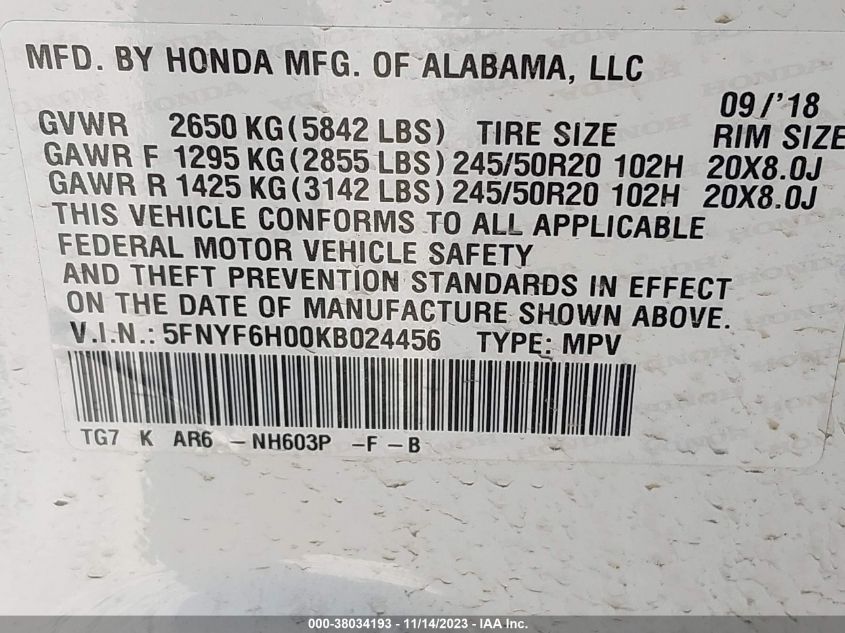 MFD. BY HONDA MFG. OF ALABAMA, LLC
09/'18
GVWR 2650 KG(5842 LBS) TIRE SIZE RIM SIZE
GAWR F 1295 KG(2855 LBS) 245/50R20 102H 20X8.0J
GAWR R 1425 KG(3142 LBS) 245/50R20 102H 20X8.0J
THIS VEHICLE CONFORMS TO ALL APPLICABLE
FEDERAL MOTOR VEHICLE SAFETY
AND THEFT PREVENTION STANDARDS IN EFFECT
ON THE DATE OF MANUFACTURE SHOWN ABOVE.
V.I.N.: 5FNYF6H00KB024456 TYPE: MPV
TG7 K AR6 -NH603P -F-B
000-38034193 - 11/14/2023 - IAA Inc.